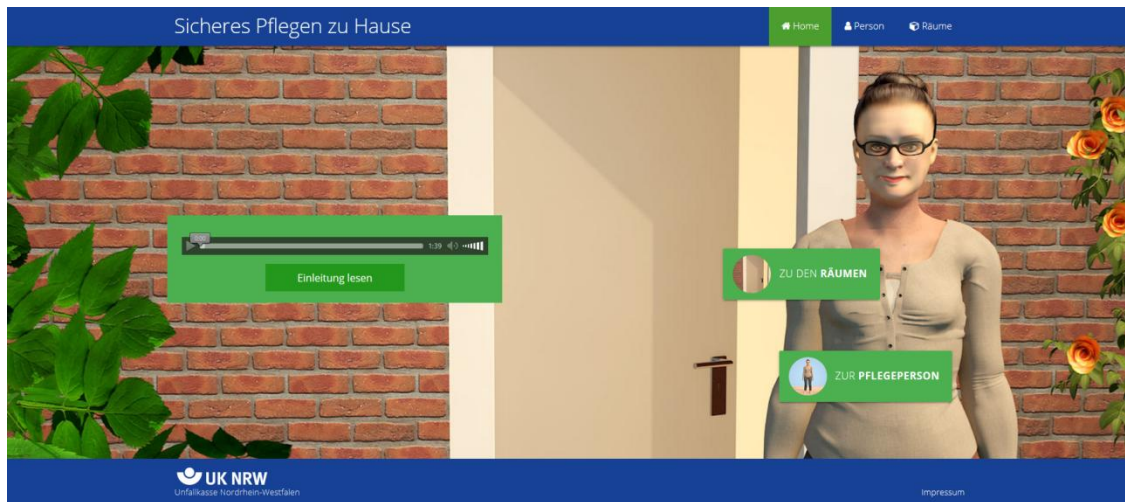 Sicheres Pflegen zu Hause
Home
Person
Räume
1:39
Einleitung lesen
ZU DEN RÄUMEN
ZUR PFLEGEPERSON
UK NRW
Unfallkasse Nordrhein-Westfalen
Impressum